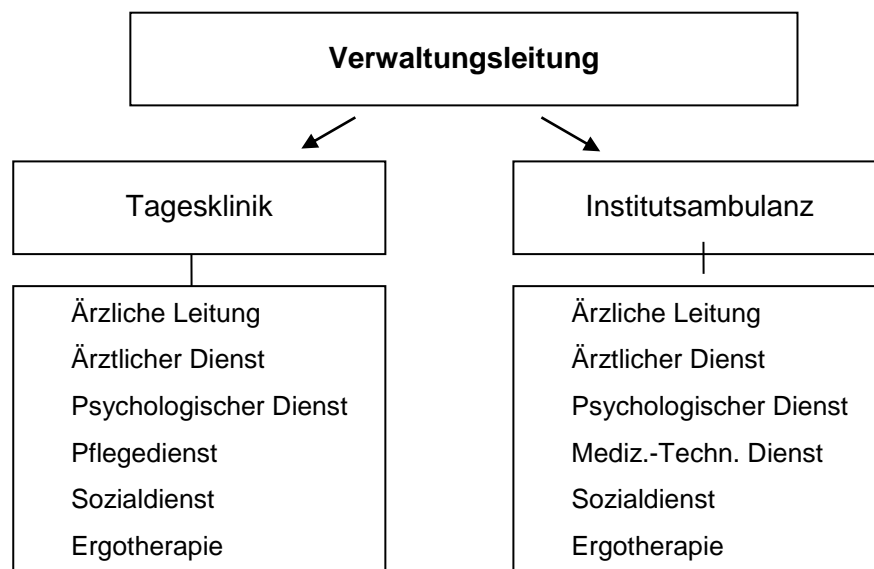 Verwaltungsleitung
Tagesklinik
Institutsambulanz
Ärzliche Leitung
Ärztlicher Dienst
Psychologischer Dienst
Pflegedienst
Sozialdienst
Ergotherapie
Ärzliche Leitung
Ärztlicher Dienst
Psychologischer Dienst
Mediz.-Techn. Dienst
Sozialdienst
Ergotherapie